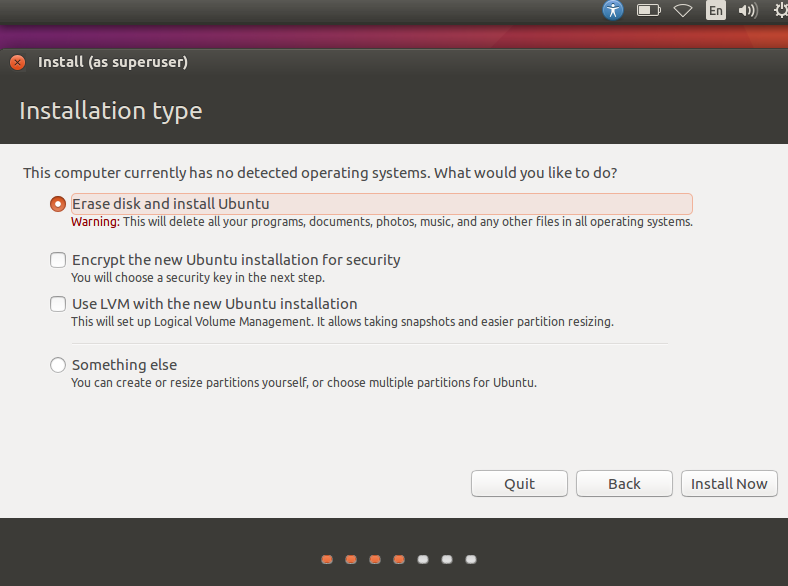 En
Install (as superuser)
Installation type
This computer currently has no detected operating systems. What would you like to do?
Erase disk and install Ubuntu
Warning: This will delete all your programs, documents, photos, music, and any other files in all operating systems.
Encrypt the new Ubuntu installation for security
You will choose a security key in the next step.
Use LVM with the new Ubuntu installation
This will set up Logical Volume Management. It allows taking snapshots and easier partition resizing.
Something else
You can create or resize partitions yourself, or choose multiple partitions for Ubuntu.
Quit Back Install Now